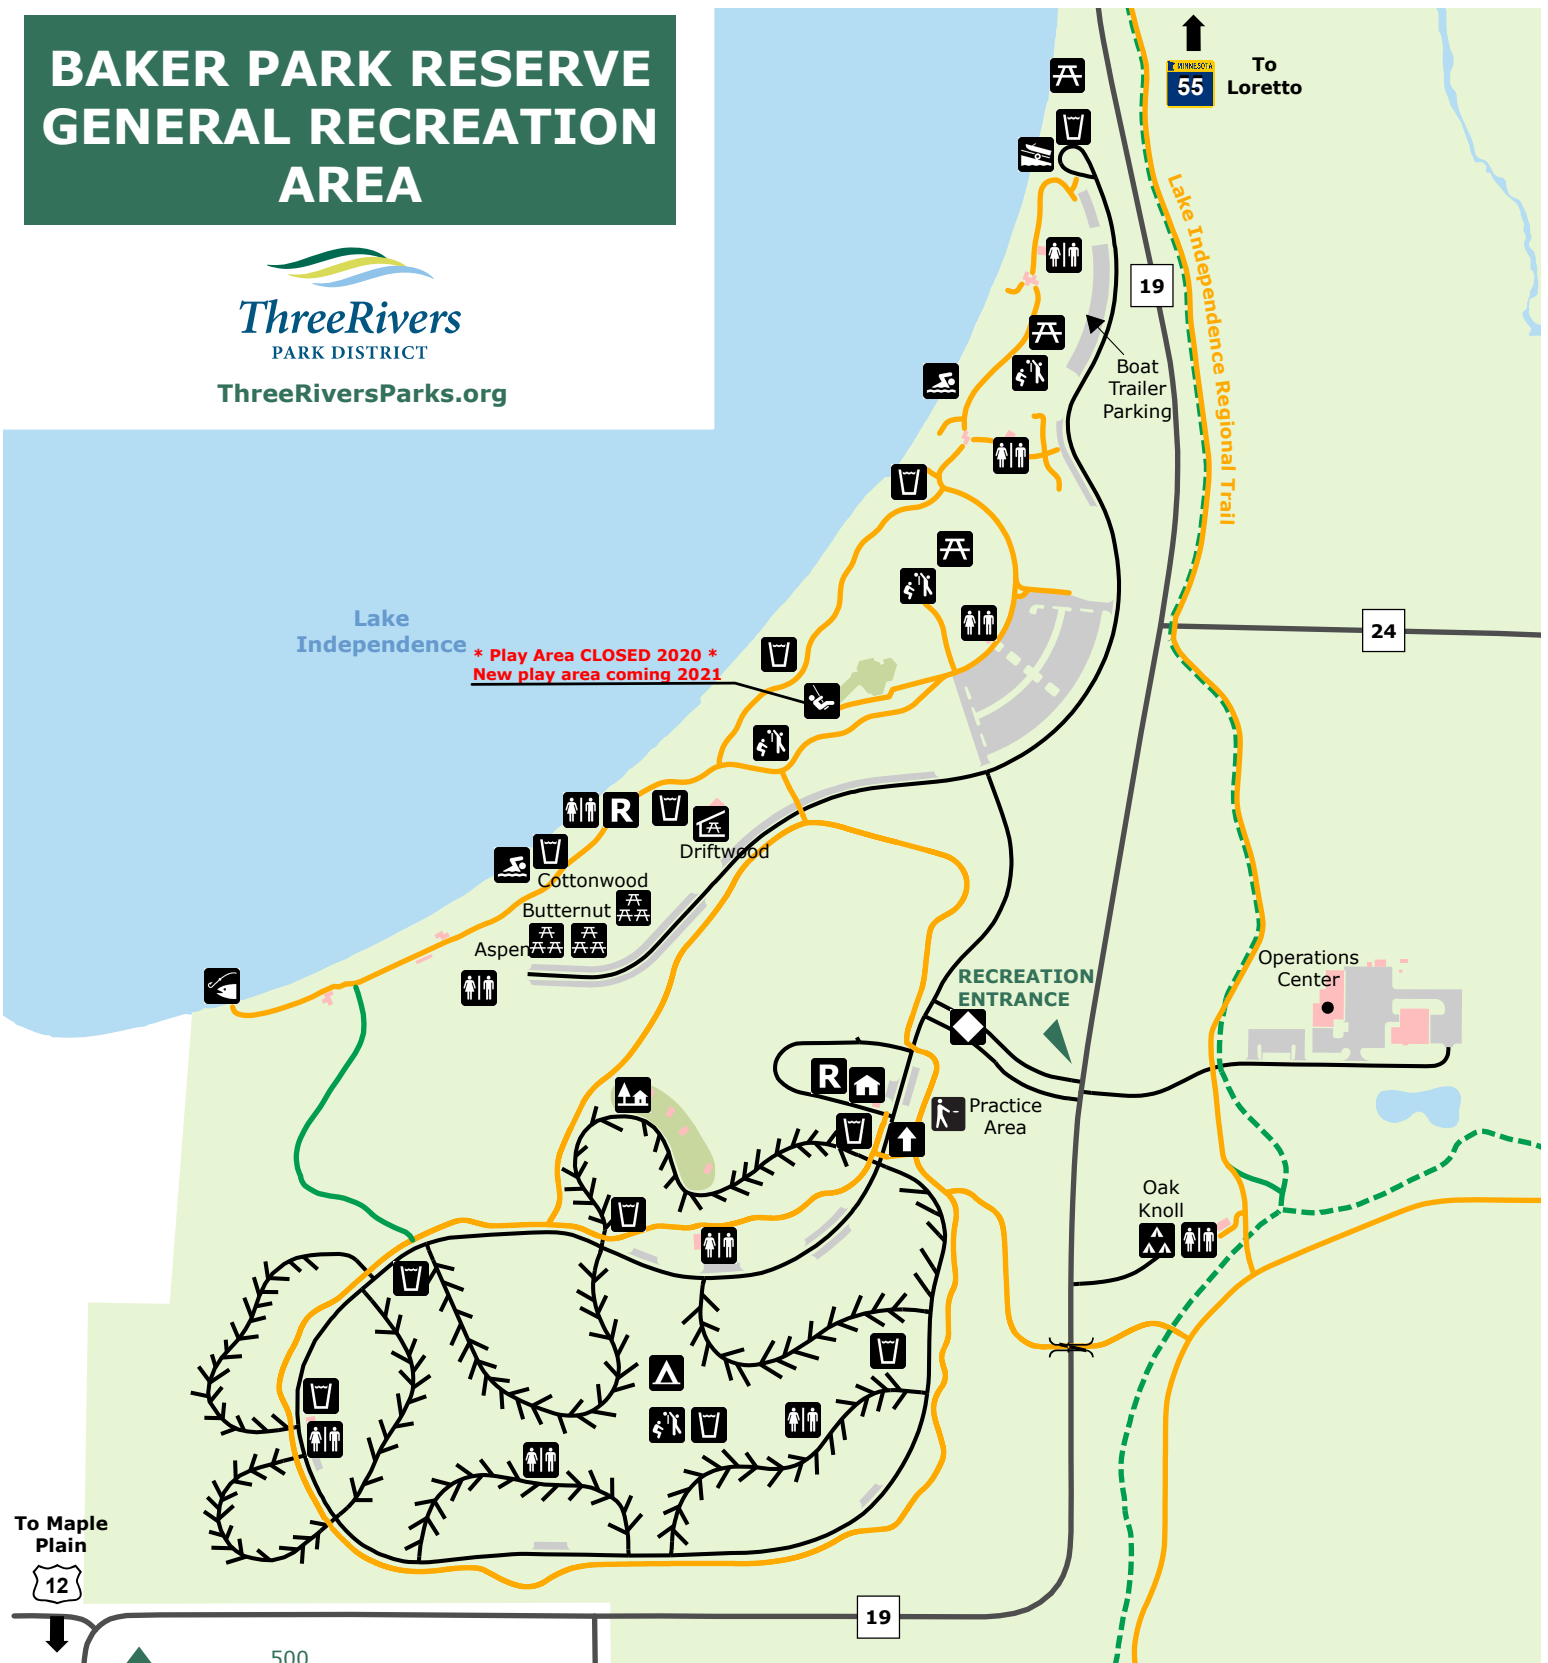 BAKER PARK RESERVE
GENERAL RECREATION
AREA
ThreeRivers
PARK DISTRICT
ThreeRiversParks.org
MINNESOTA
55
To
Loretto
Lake Independence Regional Trail
19
Boat
Trailer
Parking
24
Lake
Independence
* Play Area CLOSED 2020 *
New play area coming 2021
R
Driftwood
Cottonwood
Butternut
Aspen
RECREATION
ENTRANCE
Operations
Center
R
Practice
Area
Oak
Knoll
To Maple
Plain
12
19
500